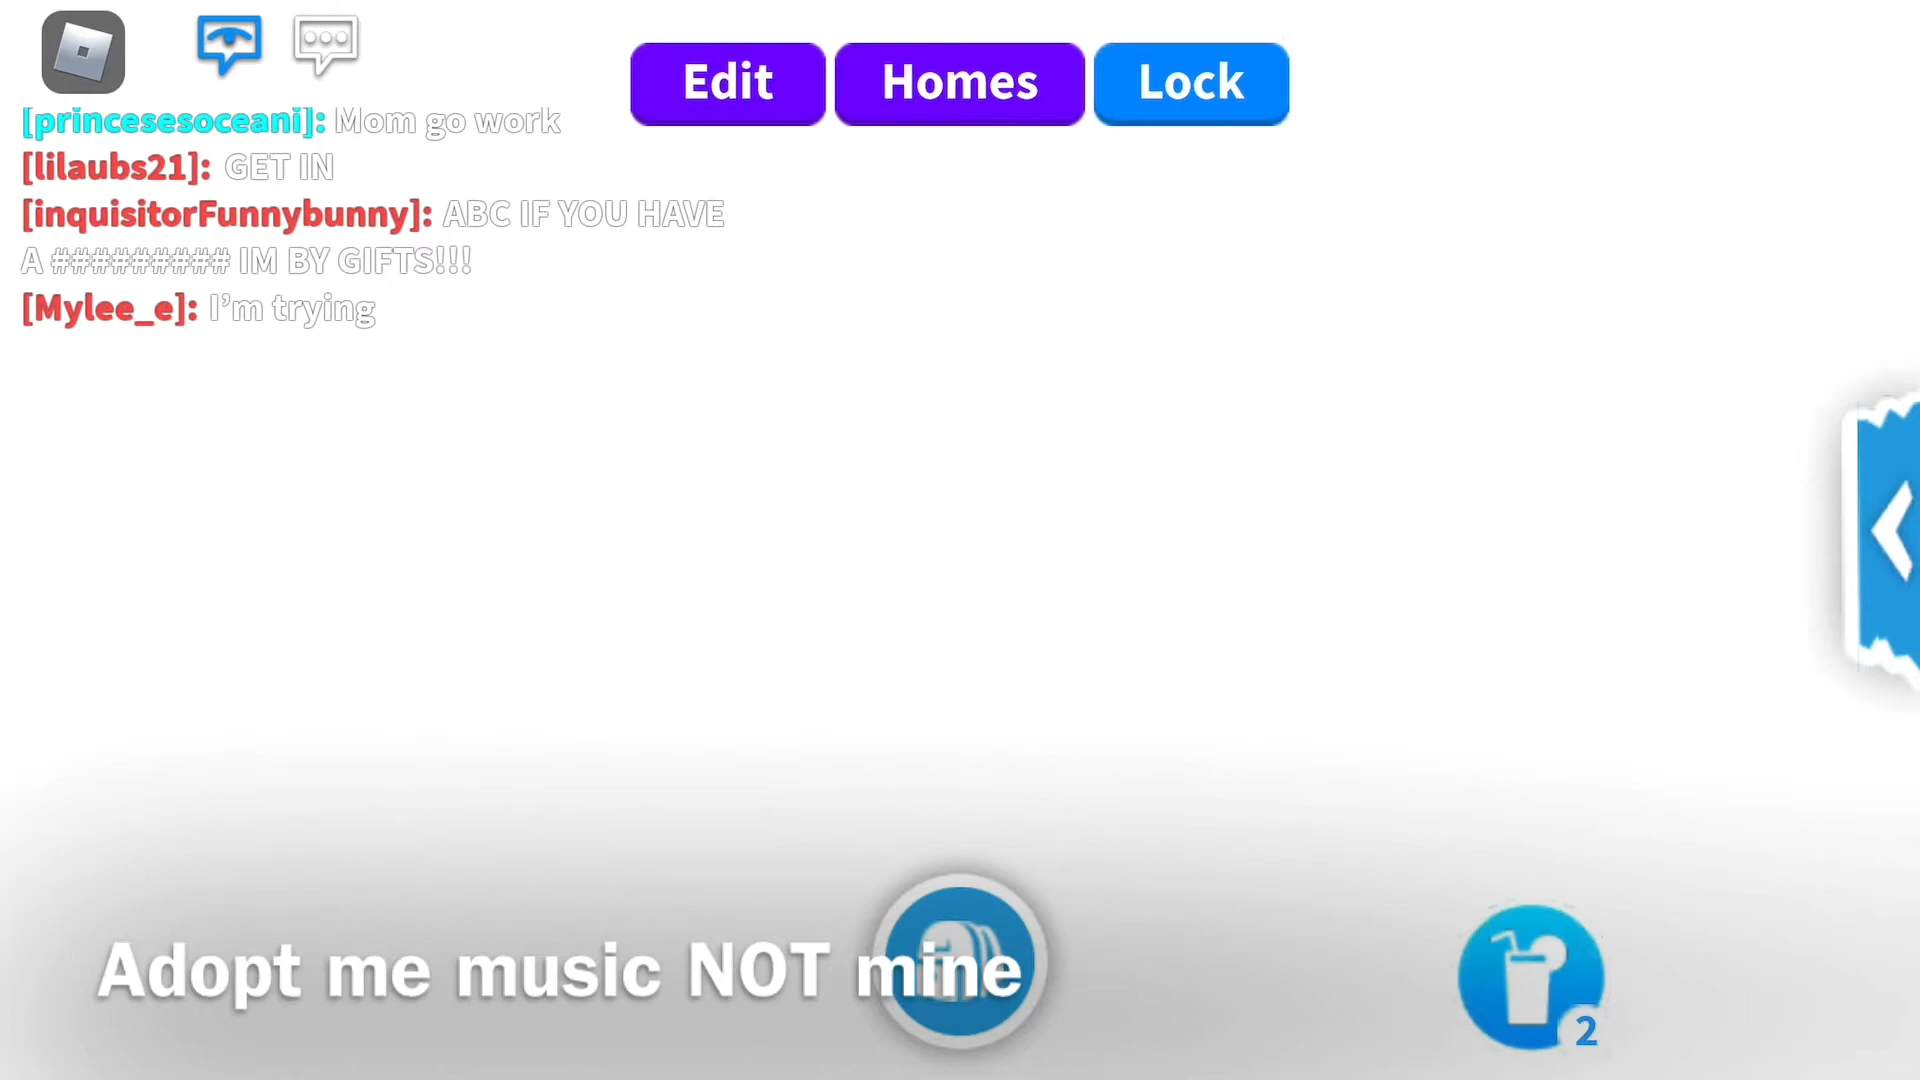 Edit Homes Lock
[princesesoceani]: Mom go work
[lilaubs21]: GET IN
[inquisitorFunnybunny]: ABC IF YOU HAVE
A ######### IM BY GIFTS!!!
[Mylee_e]: I’m trying
Adopt me music NOT mine
2